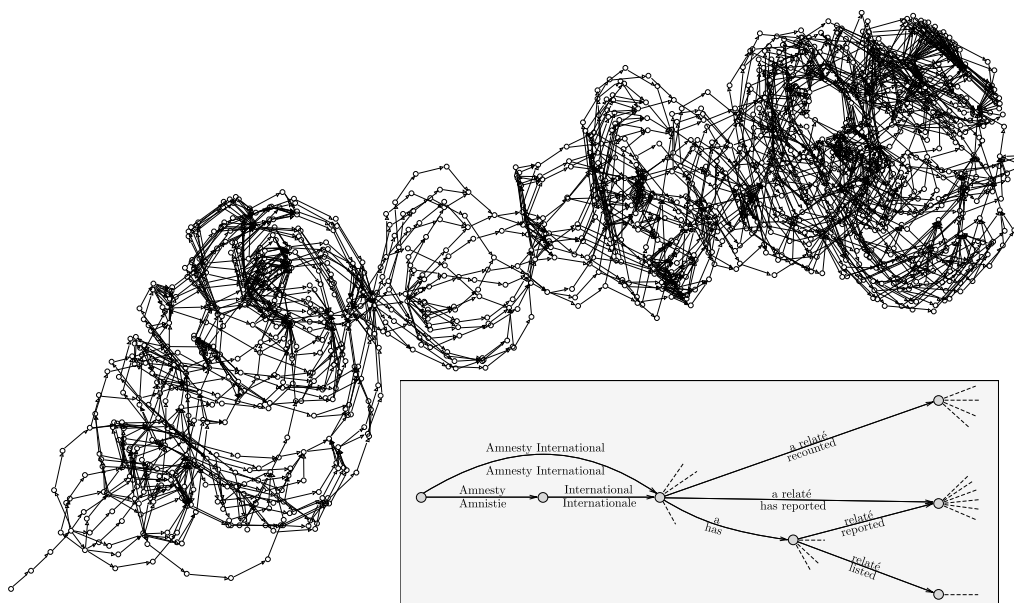 Amnesty International
Amnesty International
Amnesty
Amnistie
International
Internationale
a relaté
recounted
a relaté
has reported
a
has
relaté
reported
relaté
listed